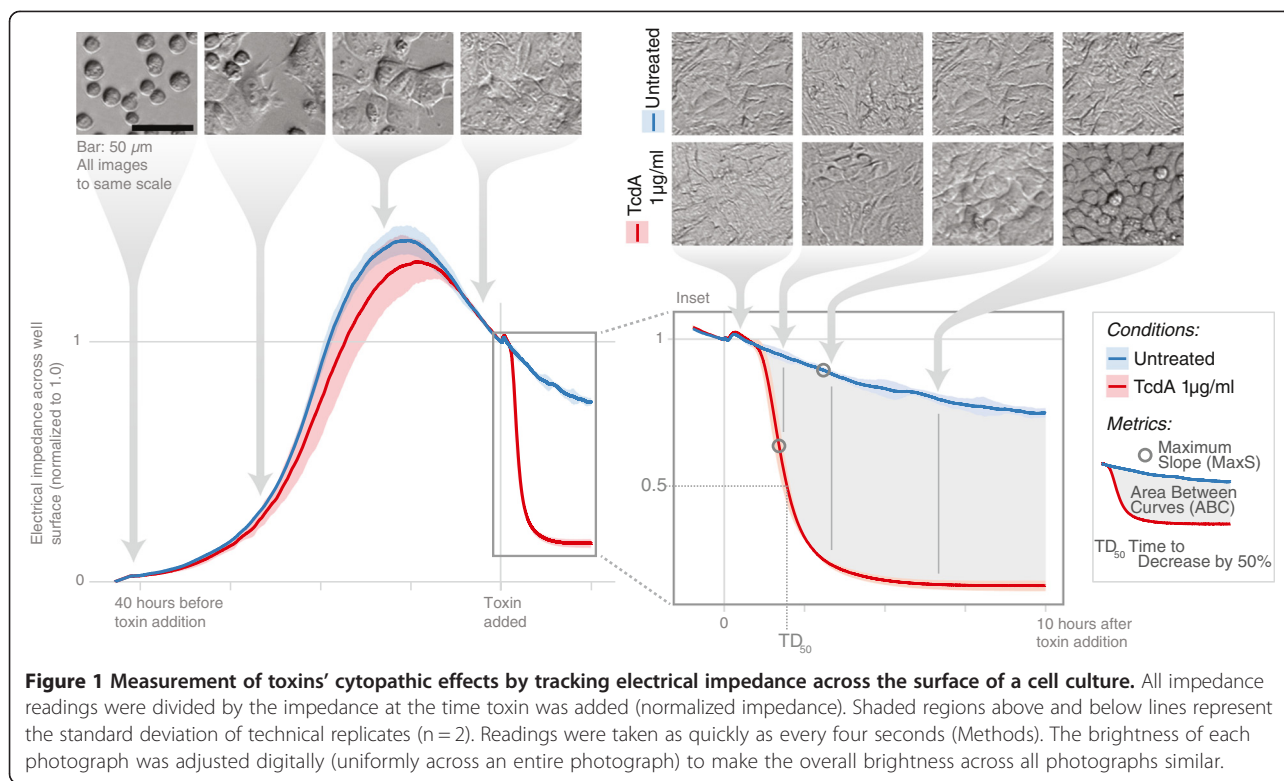 Bar: 50 µm
All images
to same scale
Untreated
TcdA
1µg/ml
Electrical impedance across well
surface (normalized to 1.0)
1
0
40 hours before
toxin addition
Toxin
added
Inset
1
0.5
0
TD50
10 hours after
toxin addition
Conditions:
Untreated
TcdA 1µg/ml
Metrics:
Maximum
Slope (MaxS)
Area Between
Curves (ABC)
TD50 Time to
Decrease by 50%
Figure 1 Measurement of toxins' cytopathic effects by tracking electrical impedance across the surface of a cell culture. All impedance
readings were divided by the impedance at the time toxin was added (normalized impedance). Shaded regions above and below lines represent
the standard deviation of technical replicates (n = 2). Readings were taken as quickly as every four seconds (Methods). The brightness of each
photograph was adjusted digitally (uniformly across an entire photograph) to make the overall brightness across all photographs similar.